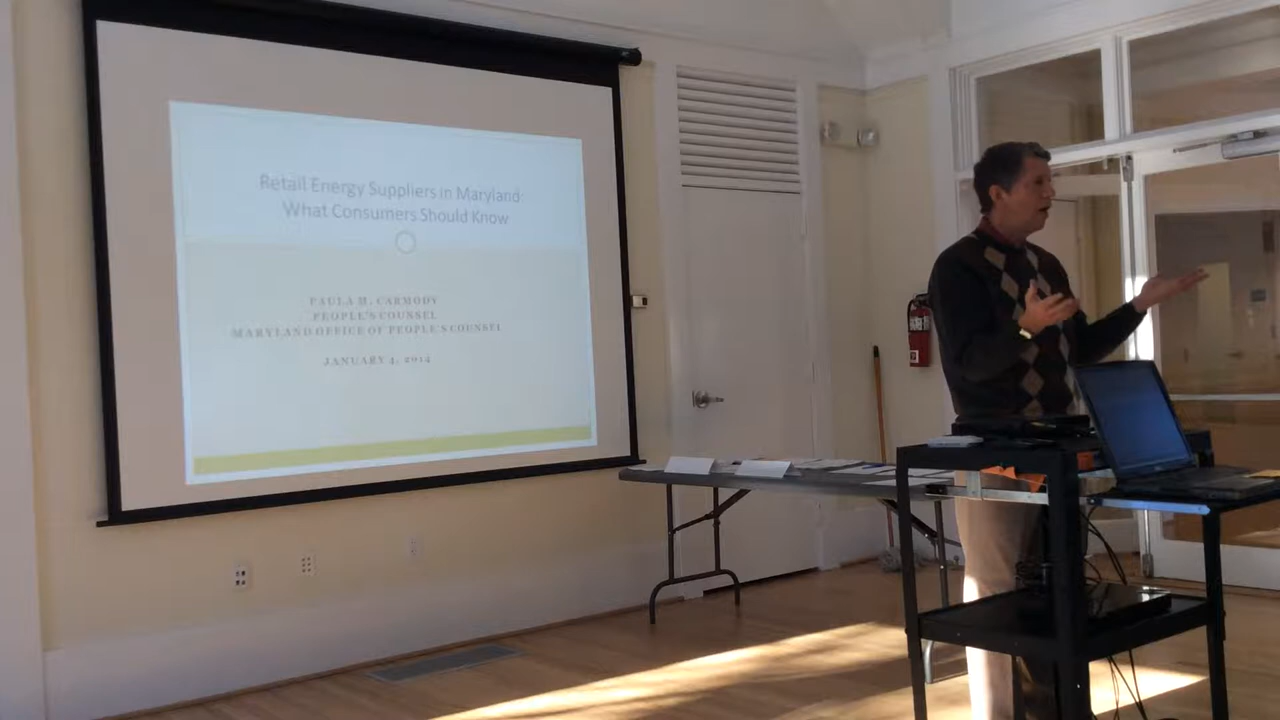 Retail Energy Suppliers in Maryland:
What Consumers Should Know
PAULA M. CARMODY
PEOPLE'S COUNSEL
MARYLAND OFFICE OF PEOPLE'S COUNSEL
JANUARY 4, 2014